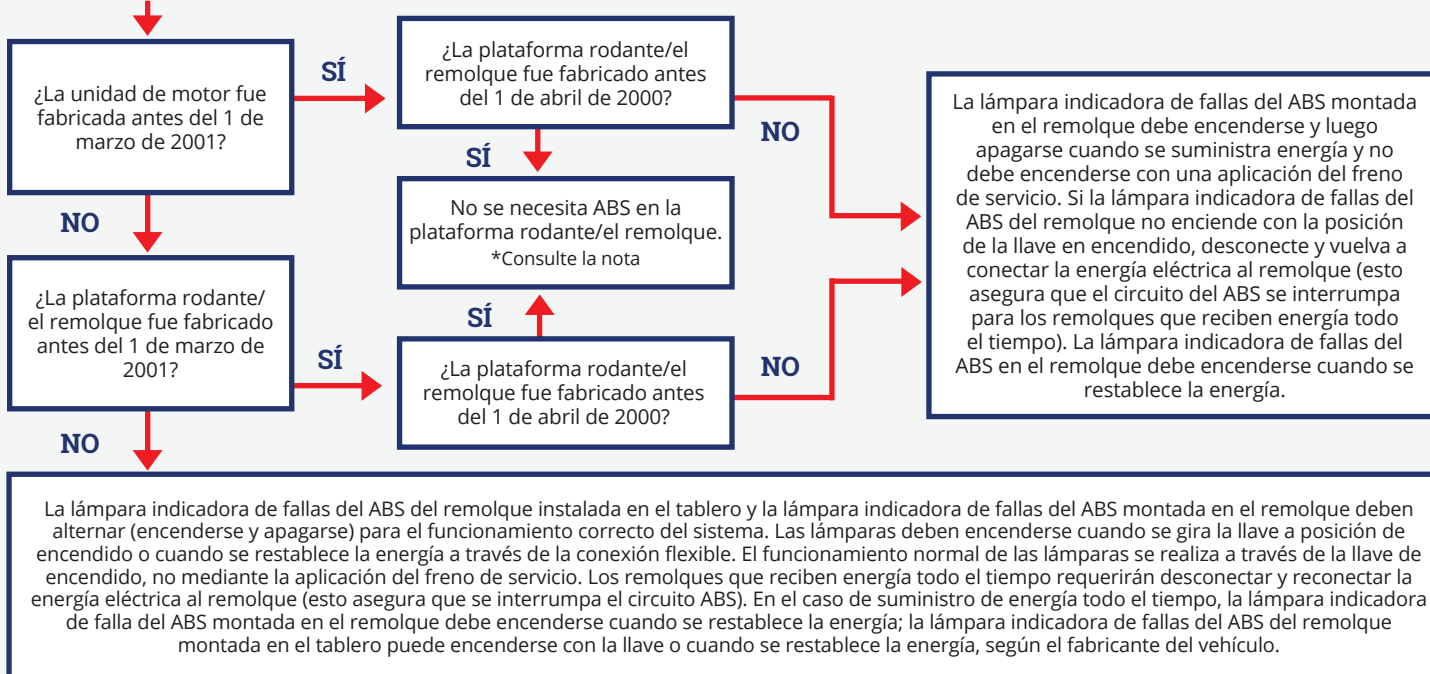 ¿La unidad de motor fue
fabricada antes del 1 de
marzo de 2001?
SÍ
¿La plataforma rodante/el
remolque fue fabricado antes
del 1 de abril de 2000?
NO
SÍ
No se necesita ABS en la
plataforma rodante/el remolque.
*Consulte la nota
NO
¿La plataforma rodante/
el remolque fue fabricado
antes del 1 de marzo de
2001?
SÍ
SÍ
¿La plataforma rodante/el
remolque fue fabricado antes
del 1 de abril de 2000?
NO
La lámpara indicadora de fallas del ABS montada
en el remolque debe encenderse y luego
apagarse cuando se suministra energía y no
debe encenderse con una aplicación del freno
de servicio. Si la lámpara indicadora de fallas del
ABS del remolque no enciende con la posición
de la llave en encendido, desconecte y vuelva a
conectar la energía eléctrica al remolque (esto
asegura que el circuito del ABS se interrumpa
para los remolques que reciben energía todo
el tiempo). La lámpara indicadora de fallas del
ABS en el remolque debe encenderse cuando se
restablece la energía.
NO
La lámpara indicadora de fallas del ABS del remolque instalada en el tablero y la lámpara indicadora de fallas del ABS montada en el remolque deben
alternar (encenderse y apagarse) para el funcionamiento correcto del sistema. Las lámparas deben encenderse cuando se gira la llave a posición de
encendido o cuando se restablece la energía a través de la conexión flexible. El funcionamiento normal de las lámparas se realiza a través de la llave de
encendido, no mediante la aplicación del freno de servicio. Los remolques que reciben energía todo el tiempo requerirán desconectar y reconectar la
energía eléctrica al remolque (esto asegura que se interrumpa el circuito ABS). En el caso de suministro de energía todo el tiempo, la lámpara indicadora
de falla del ABS montada en el remolque debe encenderse cuando se restablece la energía; la lámpara indicadora de fallas del ABS del remolque
montada en el tablero puede encenderse con la llave o cuando se restablece la energía, según el fabricante del vehículo.